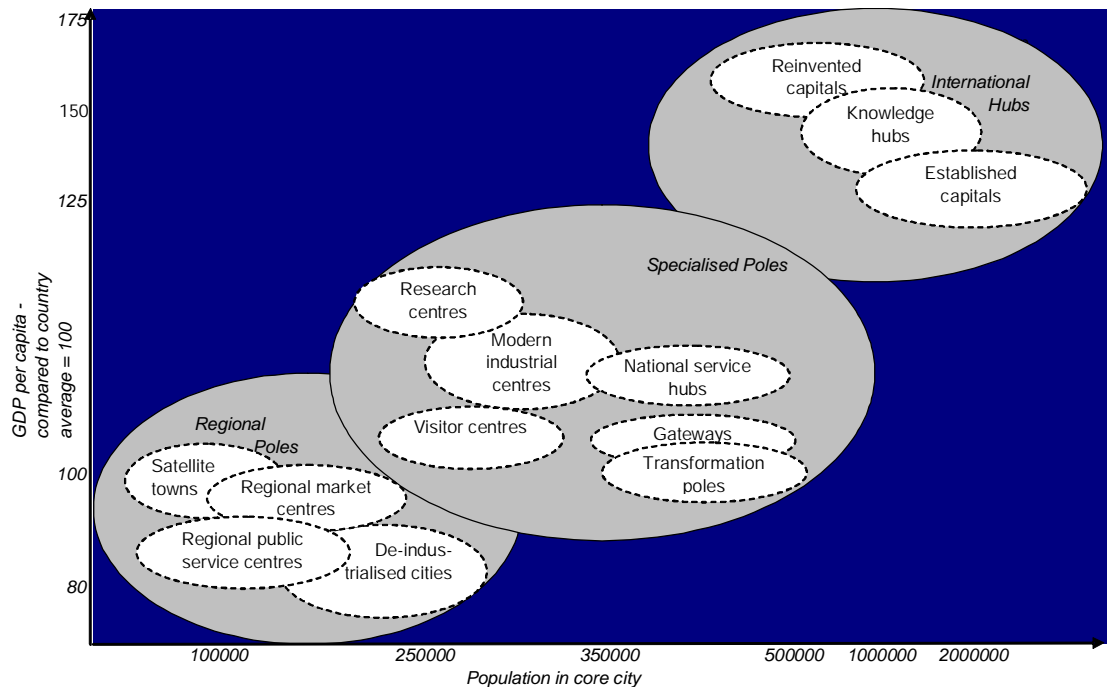 175
150
125
100
80
GDP per capita -
compared to country
average = 100
Reinvented
capitals
International
Hubs
Knowledge
hubs
Established
capitals
Specialised Poles
Research
centres
Modern
industrial
centres
National service
hubs
Visitor centres
Gateways
Transformation
poles
Regional
Poles
Satellite
towns
Regional market
centres
Regional public
service centres
De-indus-
trialised cities
100000 250000 350000 500000 1000000 2000000
Population in core city